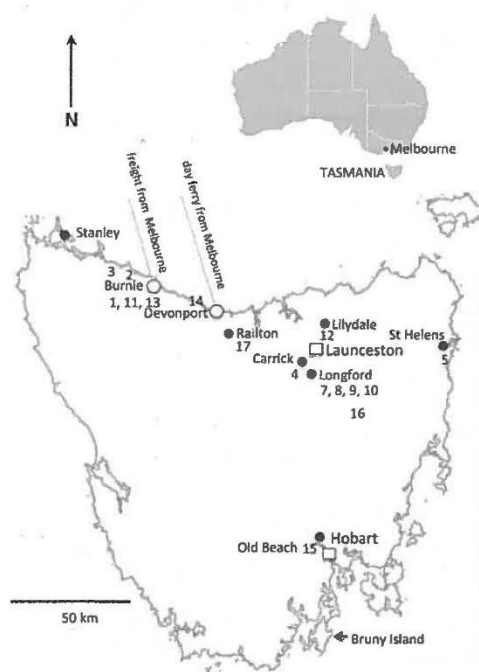 N
Melbourne
TASMANIA
freight from Melbourne
day ferry from Melbourne
Stanley
3 2
Burnie
1, 11, 13
14
Devonport
Railton
17
Lilydale
12
Launceston
St Helens
5
Carrick
4
Longford
7, 8, 9, 10
16
Hobart
Old Beach 15
50 km
Bruny Island